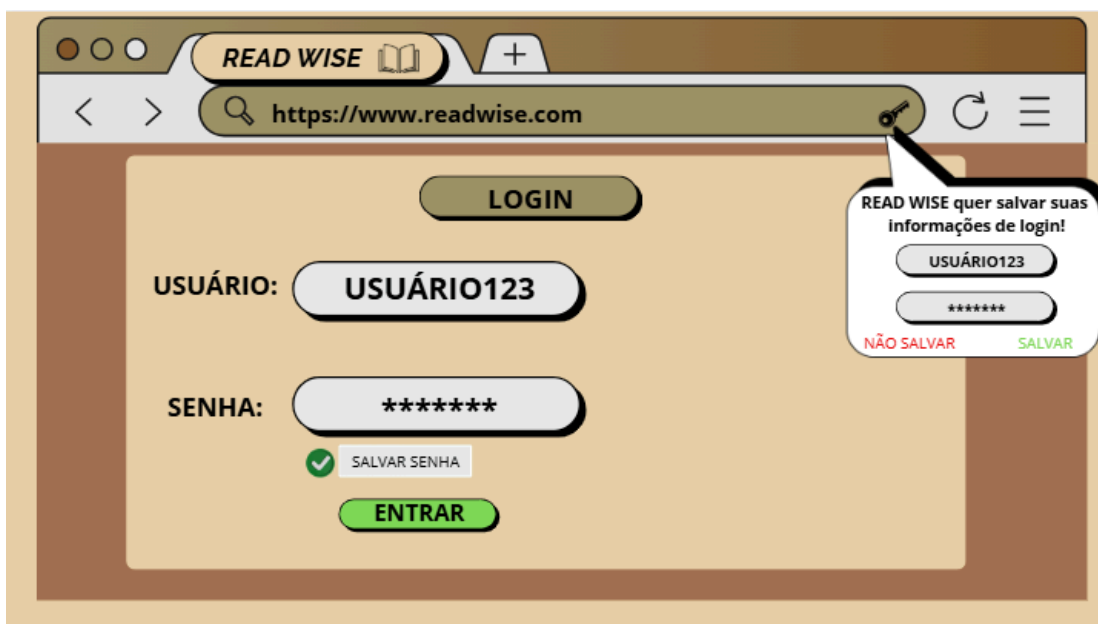 READ WISE
https://www.readwise.com
LOGIN
READ WISE quer salvar suas
informações de login!
USUÁRIO123
*******
NÃO SALVAR SALVAR
USUÁRIO: USUÁRIO123
SENHA: *******
SALVAR SENHA
ENTRAR